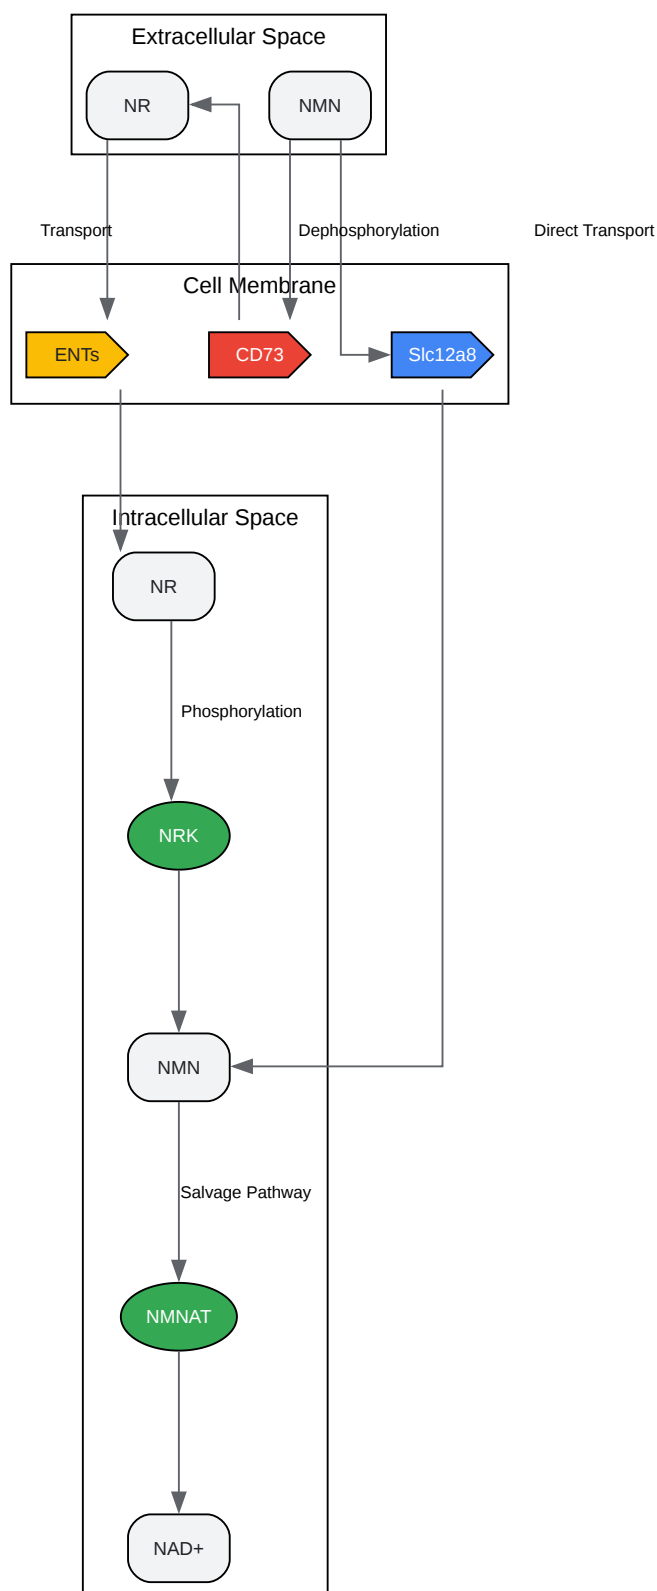 Extracellular Space
NR
NMN
Transport
Dephosphorylation
Direct Transport
Cell Membrane
ENTs
CD73
Slc12a8
Intracellular Space
NR
Phosphorylation
NRK
NMN
Salvage Pathway
NMNAT
NAD+